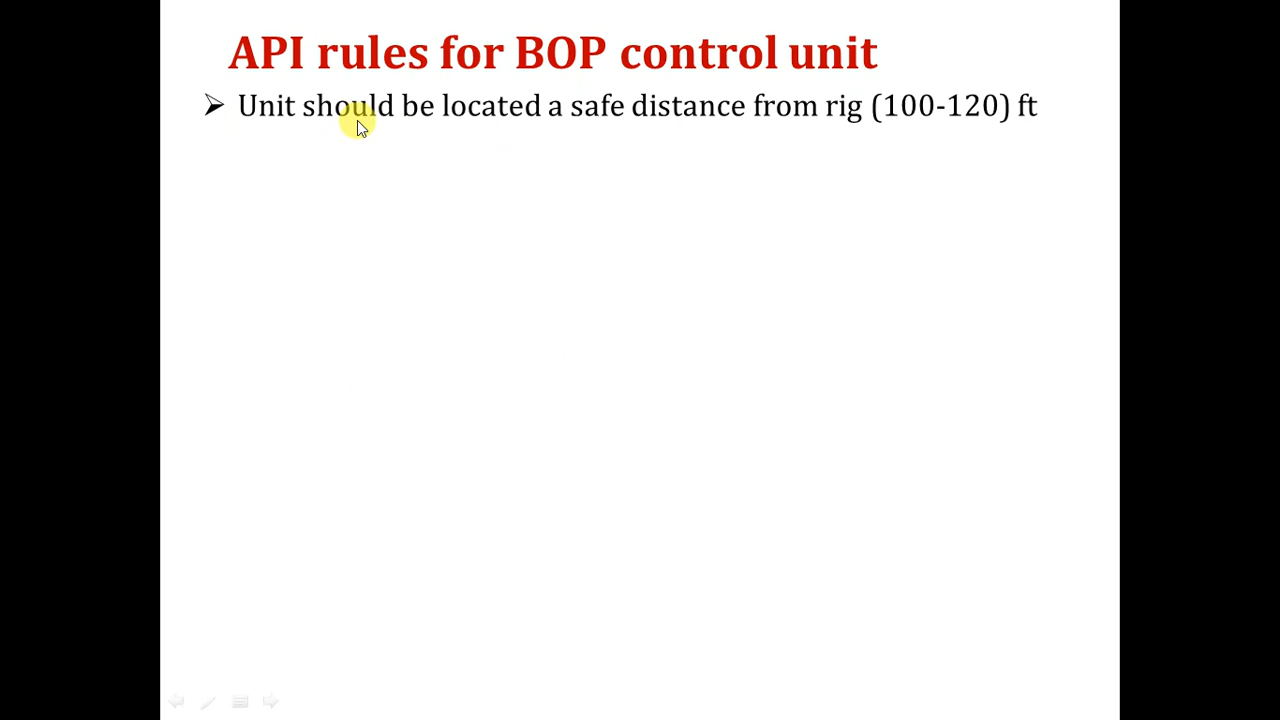 API rules for BOP control unit
➢ Unit should be located a safe distance from rig (100-120) ft